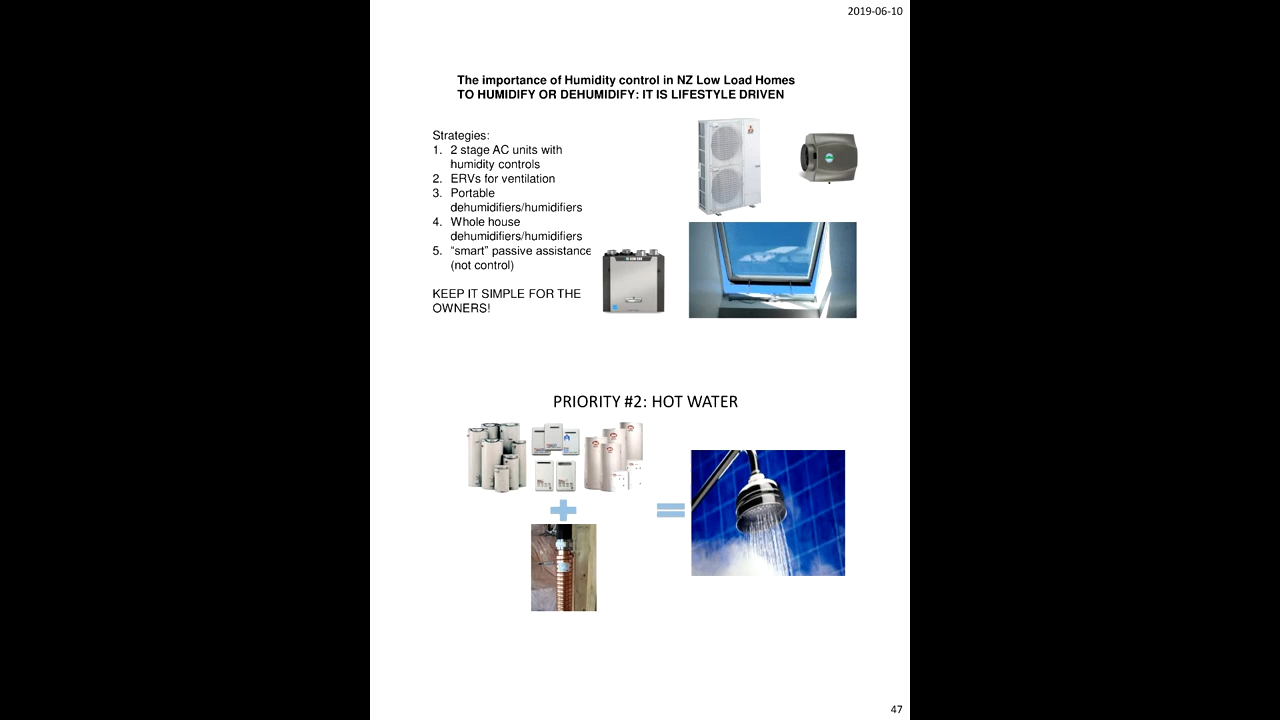 2019-06-10
The importance of Humidity control in NZ Low Load Homes
TO HUMIDIFY OR DEHUMIDIFY: IT IS LIFESTYLE DRIVEN
Strategies:
1. 2 stage AC units with
humidity controls
2. ERVs for ventilation
3. Portable
dehumidifiers/humidifiers
4. Whole house
dehumidifiers/humidifiers
5. “smart” passive assistance
(not control)
KEEP IT SIMPLE FOR THE
OWNERS!
PRIORITY #2: HOT WATER
47